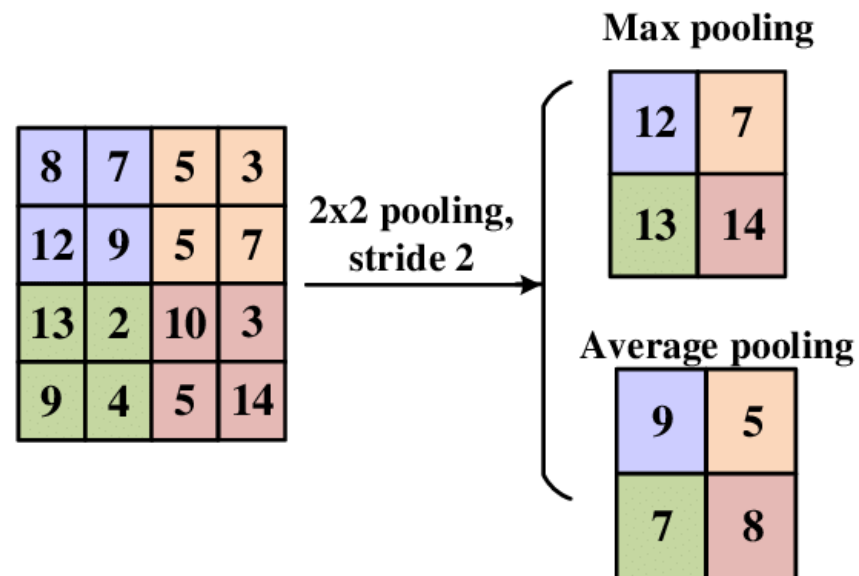 Max pooling
12 7
13 14
8 7 5 3
12 9 5 7
13 2 10 3
9 4 5 14
2x2 pooling,
stride 2
Average pooling
9 5
7 8